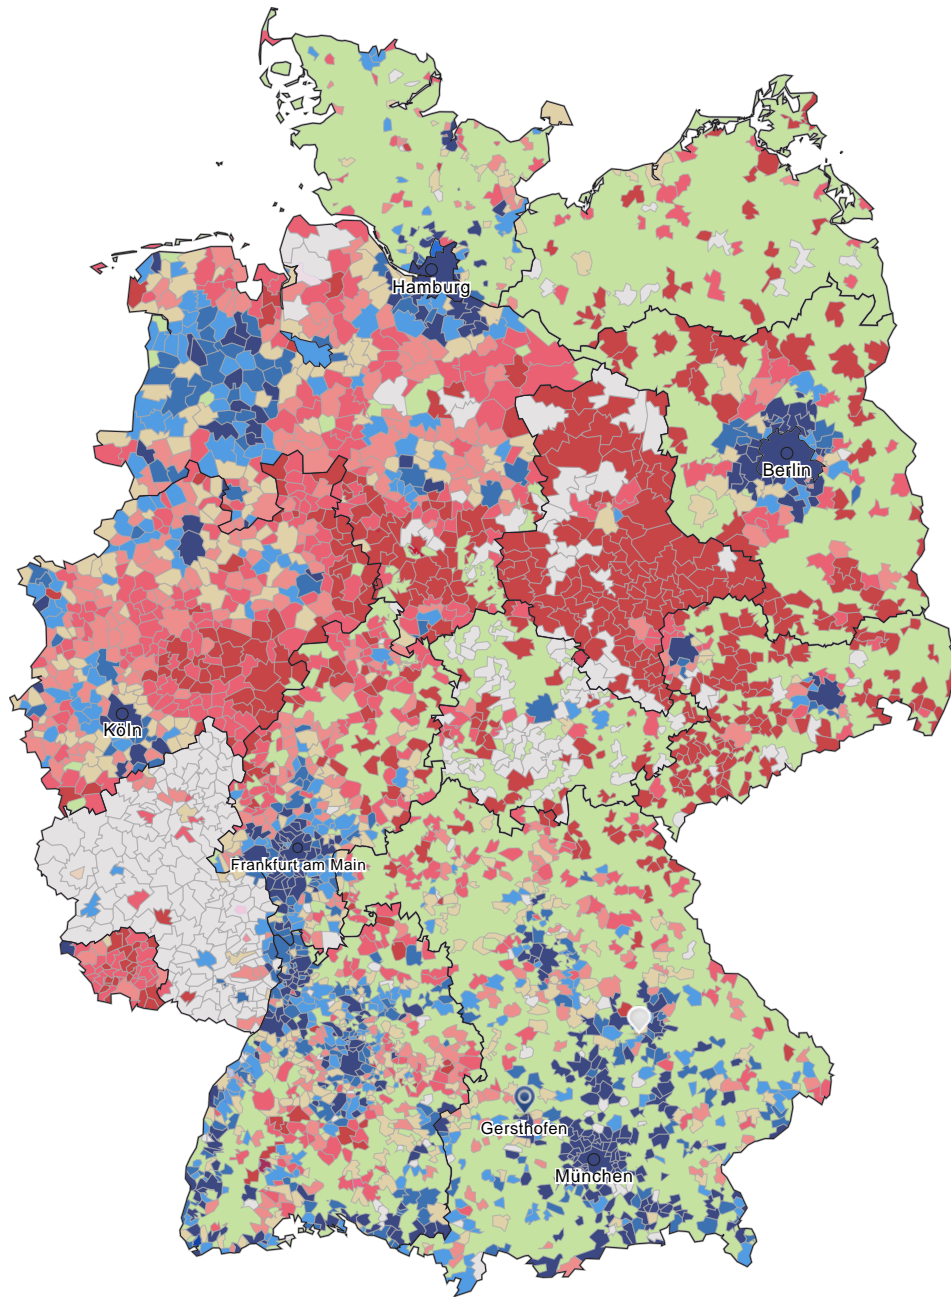 Hamburg
Berlin
Köln
Frankfurt am Main
Gersthofen
München